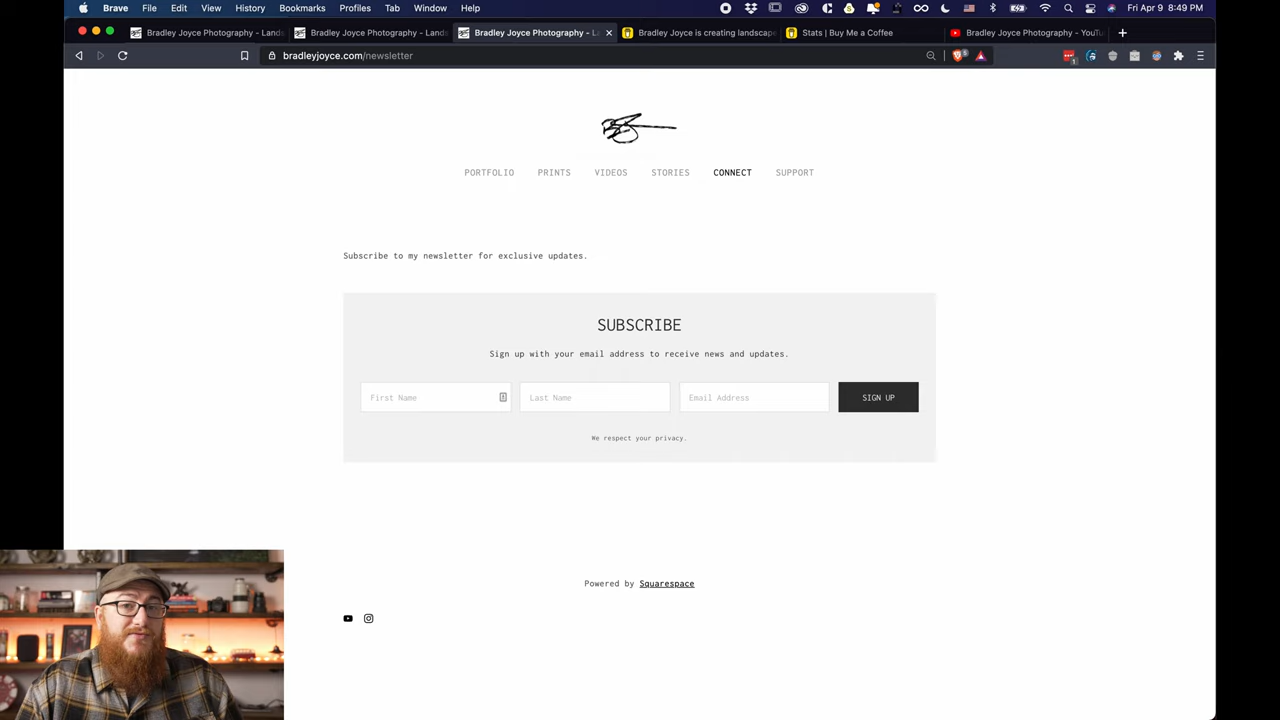 Brave File Edit View History Bookmarks Profiles Tab Window Help Fri Apr 9 8:49 PM
Bradley Joyce Photography - Lands Bradley Joyce Photography - Lands Bradley Joyce Photography - La Bradley Joyce is creating landscape Stats | Buy Me a Coffee Bradley Joyce Photography - YouTu
bradleyjoyce.com/newsletter
PORTFOLIO PRINTS VIDEOS STORIES CONNECT SUPPORT
Subscribe to my newsletter for exclusive updates.
SUBSCRIBE
Sign up with your email address to receive news and updates.
First Name Last Name Email Address SIGN UP
We respect your privacy.
Powered by Squarespace